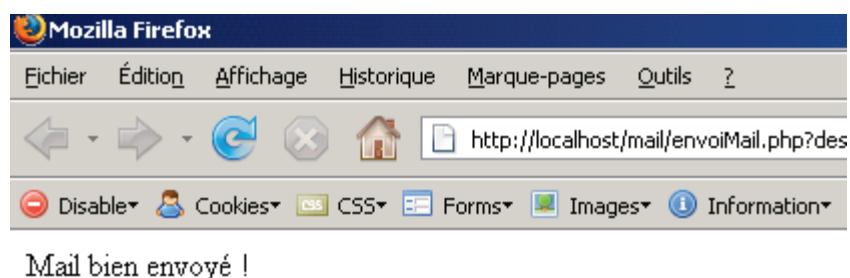 Mozilla Firefox
Fichier Édition Affichage Historique Marque-pages Outils ?
http://localhost/mail/envoiMail.php?des
Disable Cookies CSS CSS Forms Images Information
Mail bien envoyé !